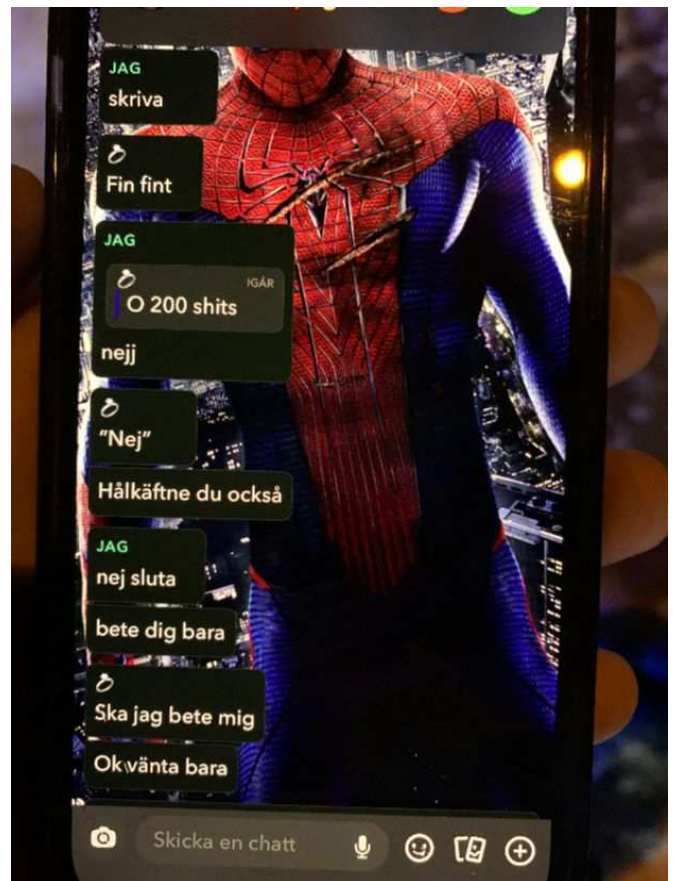 JAG
skriva
Fin fint
JAG
IGÅR
O 200 shits
nejj
"Nej"
Hålkäftne du också
JAG
nej sluta
bete dig bara
Ska jag bete mig
Ok vänta bara
Skicka en chatt